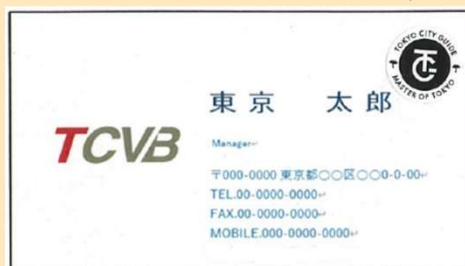 TOKYO CITY GUIDE
TC
MASTER OF TOKYO
東京 太郎
TCVB
Manager↵
〒000-0000 東京都○○区○○0-0-00↵
TEL.00-0000-0000↵
FAX.00-0000-0000↵
MOBILE.000-0000-0000↵